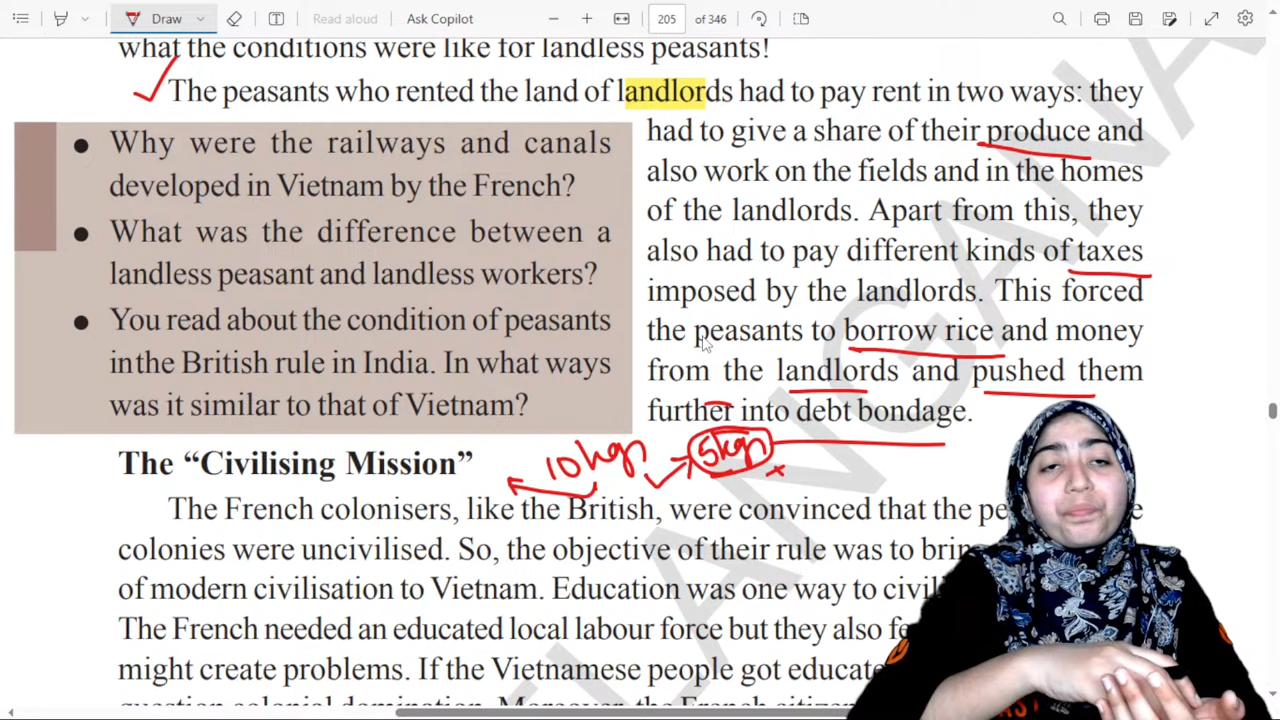 Draw
Read aloud
Ask Copilot
205 of 346
what the conditions were like for landless peasants!
The peasants who rented the land of landlords had to pay rent in two ways: they
had to give a share of their produce and
also work on the fields and in the homes
of the landlords. Apart from this, they
also had to pay different kinds of taxes
imposed by the landlords. This forced
the peasants to borrow rice and money
from the landlords and pushed them
further into debt bondage.
• Why were the railways and canals
developed in Vietnam by the French?
• What was the difference between a
landless peasant and landless workers?
• You read about the condition of peasants
in the British rule in India. In what ways
was it similar to that of Vietnam?
10kgs 5kgs
The “Civilising Mission”
The French colonisers, like the British, were convinced that the
colonies were uncivilised. So, the objective of their rule was to
of modern civilisation to Vietnam. Education was one way to
The French needed an educated local labour force but they also
might create problems. If the Vietnamese people got
question colonial domination. Moreover, the French